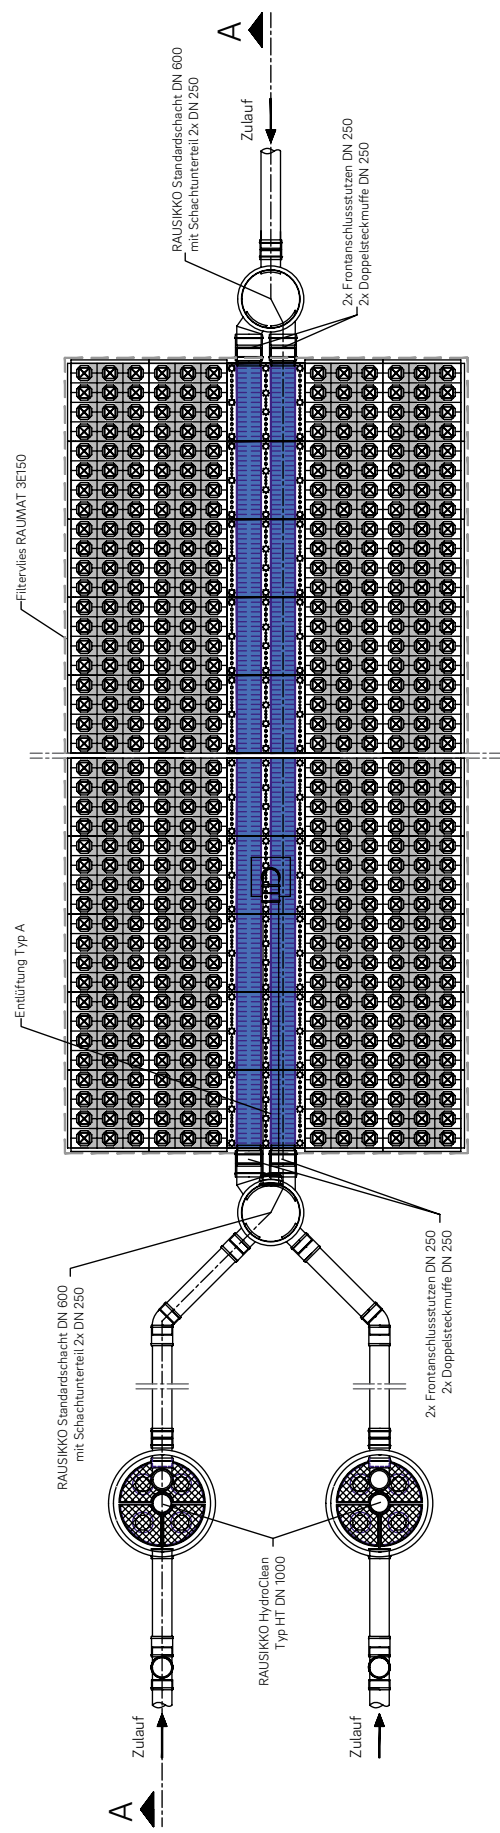 A
Zulauf
RAUSIKKO Standardschacht DN 600
mit Schachtunterteil 2x DN 250
2x Frontanschlussstutzen DN 250
2x Doppelsteckmuffe DN 250
Filtervlies RAUMAT 3E150
Entlüftung Typ A
RAUSIKKO Standardschacht DN 600
mit Schachtunterteil 2x DN 250
2x Frontanschlussstutzen DN 250
2x Doppelsteckmuffe DN 250
RAUSIKKO HydroClean
Typ HT DN 1000
Zulauf
Zulauf
A